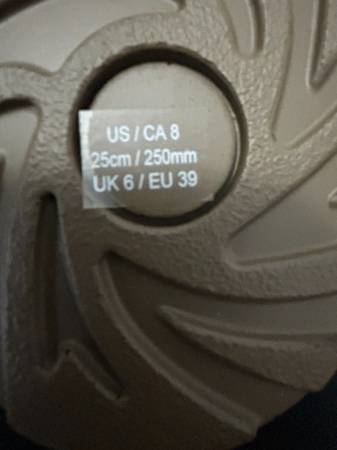 US / CA 8
25cm / 250mm
UK 6 / EU 39